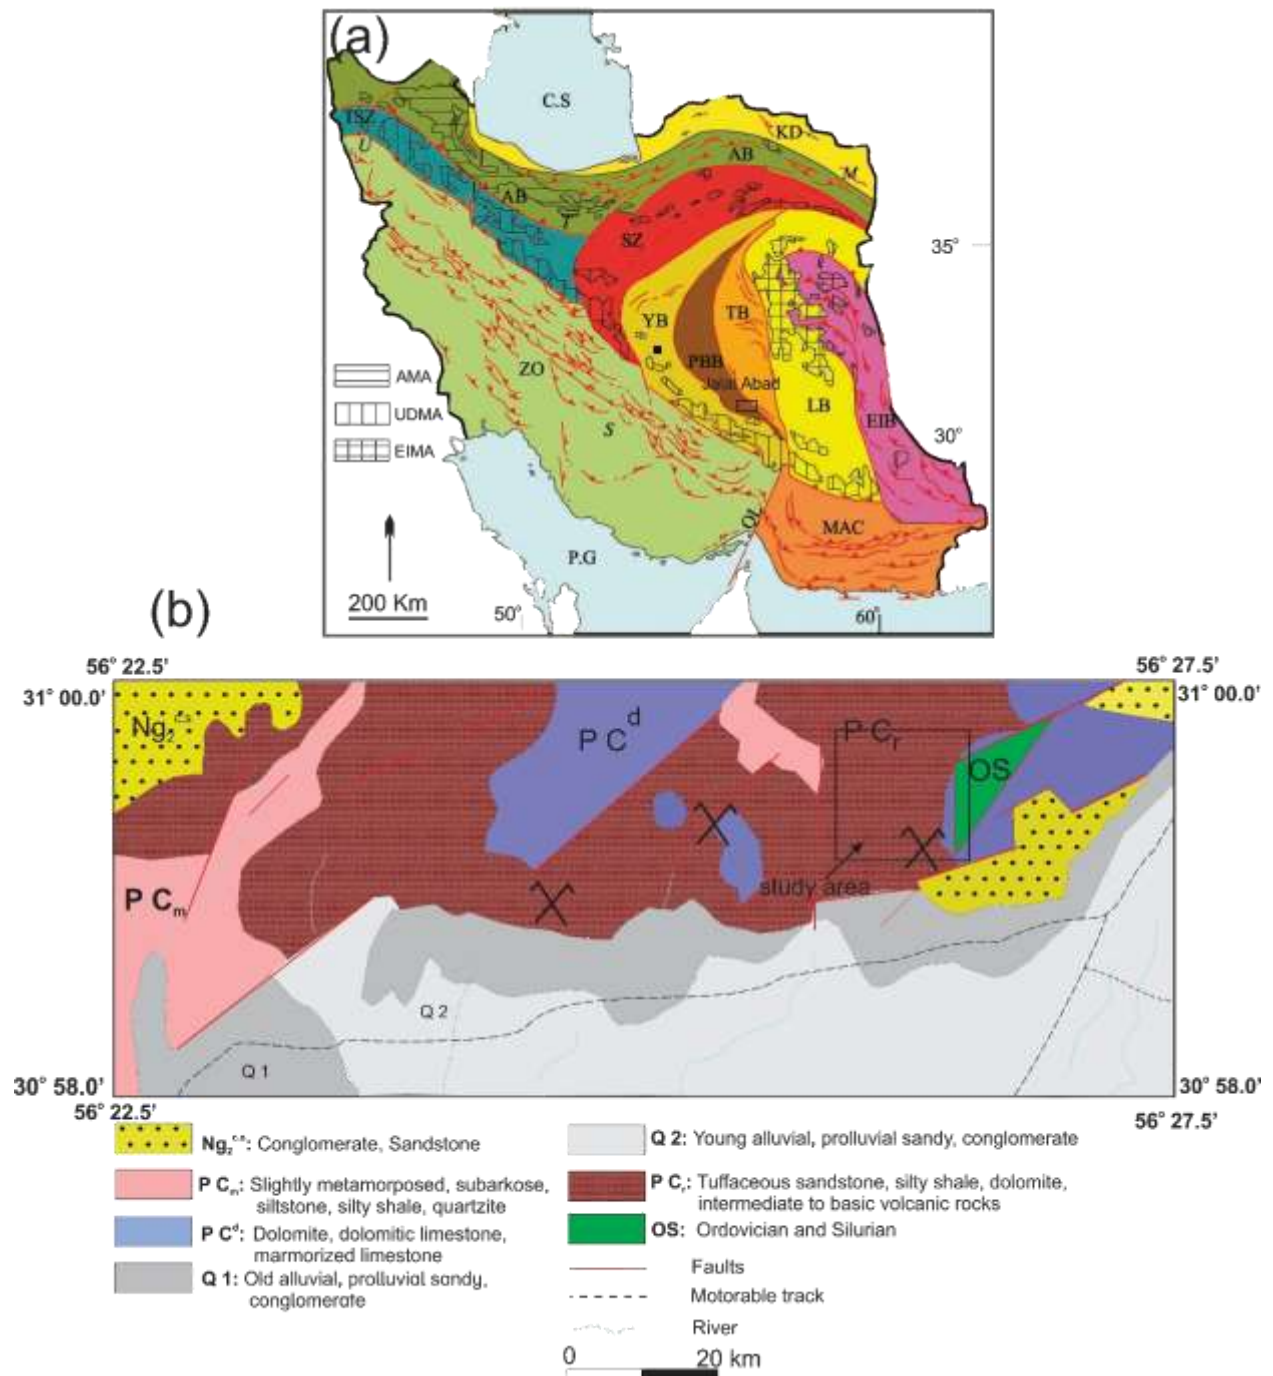 (a)
C.S
KD
TSZ
U
AB
M
AB
T
SZ
35°
YB
TB
PBB
ZO
Jalal Abad
AMA
LB
UDMA
S
EIB
30°
EIMA
OL
MAC
P.G
(b)
200 Km
50°
60°
56° 22.5'
56° 27.5'
31° 00.0'
31° 00.0'
Ng₂ᶜ·ˢ
P Cᵈ
P Cᵣ
OS
study area
P Cₘ
Q 2
Q 1
30° 58.0'
30° 58.0'
56° 22.5'
56° 27.5'
Ng₂ᶜ·ˢ: Conglomerate, Sandstone
P Cₘ: Slightly metamorposed, subarkose,
siltstone, silty shale, quartzite
P Cᵈ: Dolomite, dolomitic limestone,
marmorized limestone
Q 1: Old alluvial, prolluvial sandy,
conglomerate
Q 2: Young alluvial, prolluvial sandy, conglomerate
P Cᵣ: Tuffaceous sandstone, silty shale, dolomite,
intermediate to basic volcanic rocks
OS: Ordovician and Silurian
Faults
Motorable track
River
0 20 km